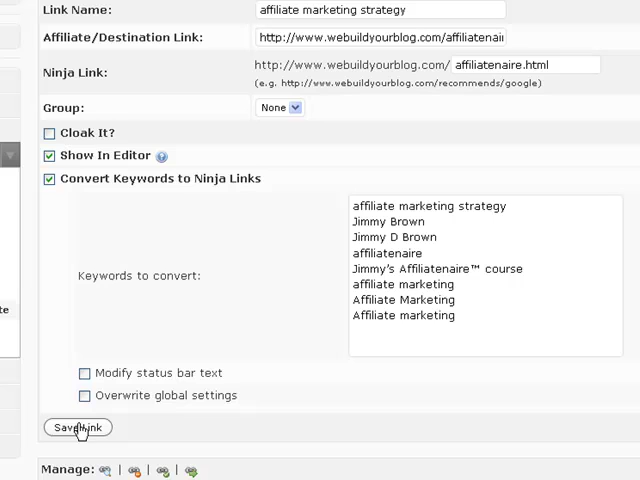 Link Name: affiliate marketing strategy
Affiliate/Destination Link: http://www.webuildyourblog.com/affiliatenair
Ninja Link: http://www.webuildyourblog.com/ affiliatenaire.html
(e.g. http://www.webuildyourblog.com/recommends/google)
Group: None
Cloak It?
Show In Editor
Convert Keywords to Ninja Links
affiliate marketing strategy
Jimmy Brown
Jimmy D Brown
affiliatenaire
Jimmy's Affiliatenaire™ course
Keywords to convert:
affiliate marketing
Affiliate Marketing
Affiliate marketing
te
Modify status bar text
Overwrite global settings
Save Link
Manage: | | |